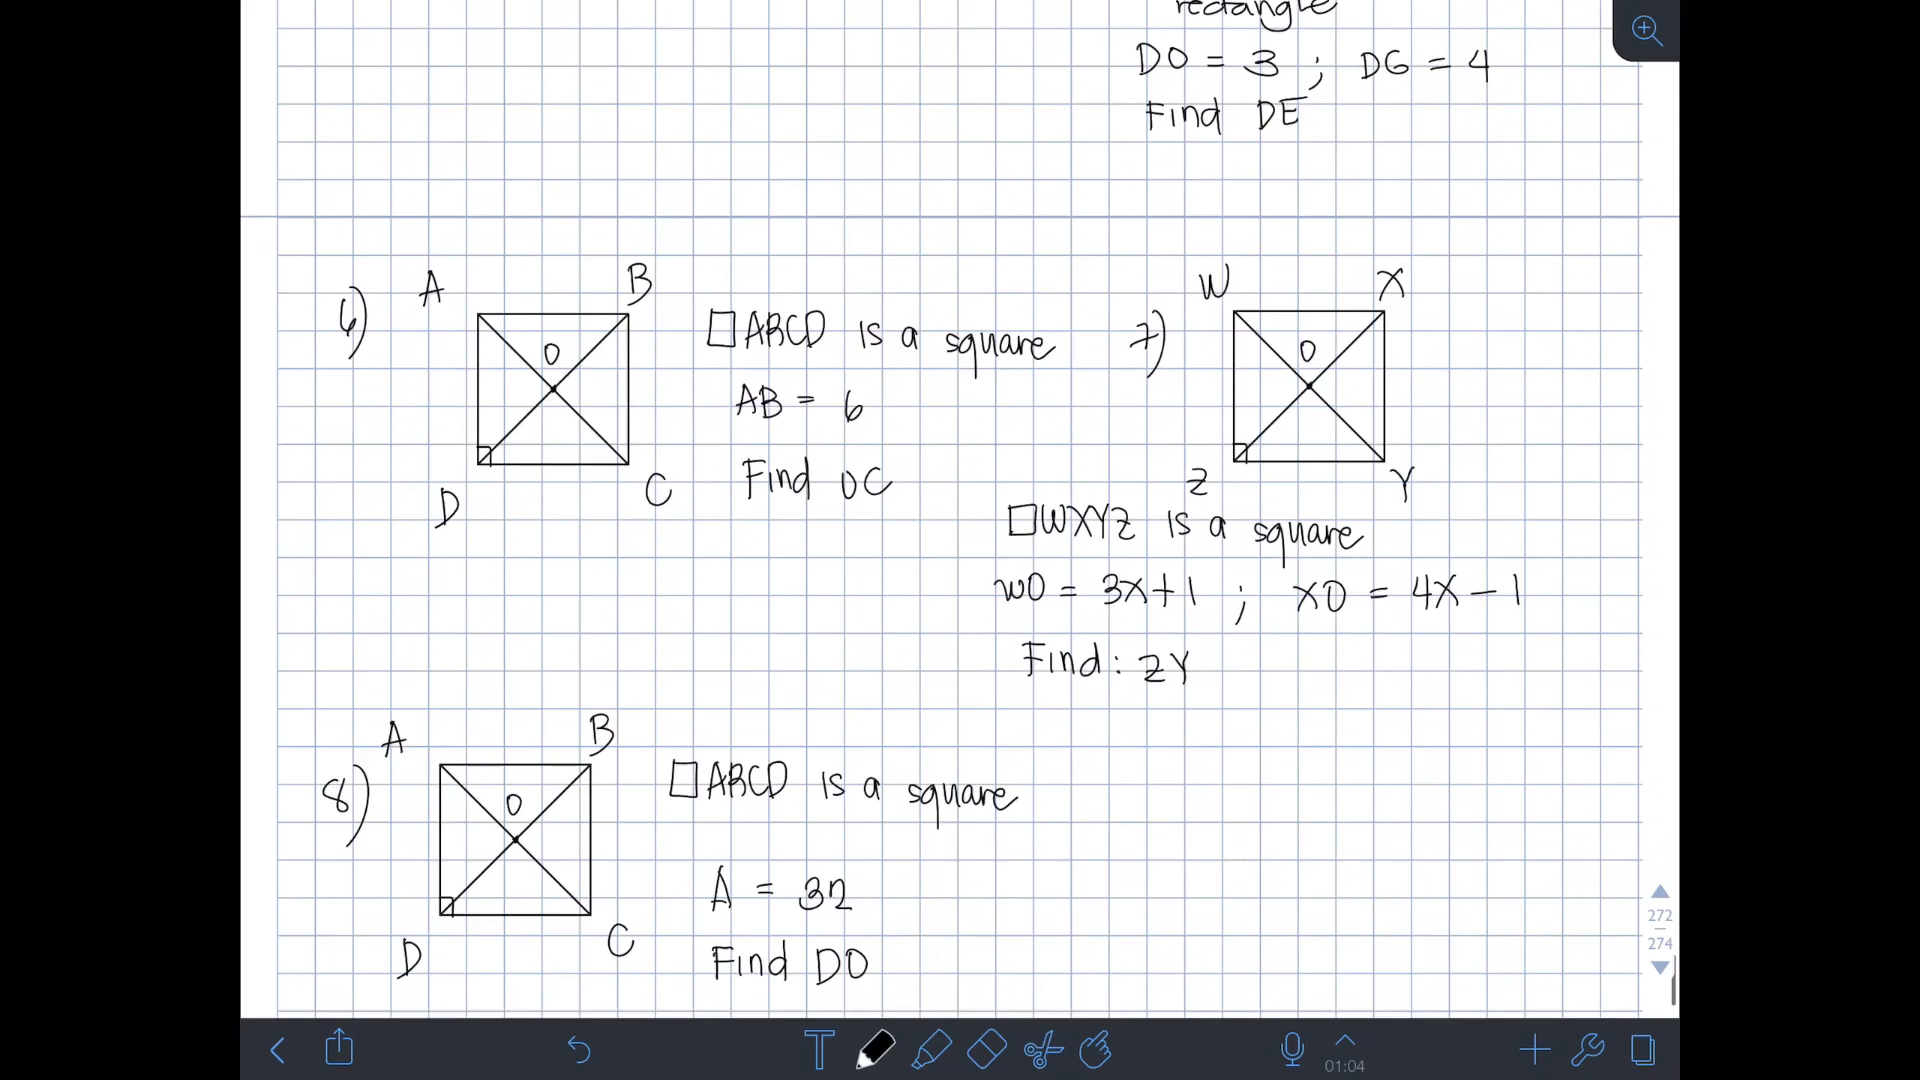 rectangle
DO = 3 ; DG = 4
Find DE
6)
A
B
O
D
C
□ABCD is a square
AB = 6
Find OC
7)
W
X
O
Z
Y
□WXYZ is a square
WO = 3x+1 ; XO = 4x-1
Find: ZY
8)
A
B
O
D
C
□ABCD is a square
A = 32
Find DO
272
274
T
01:04